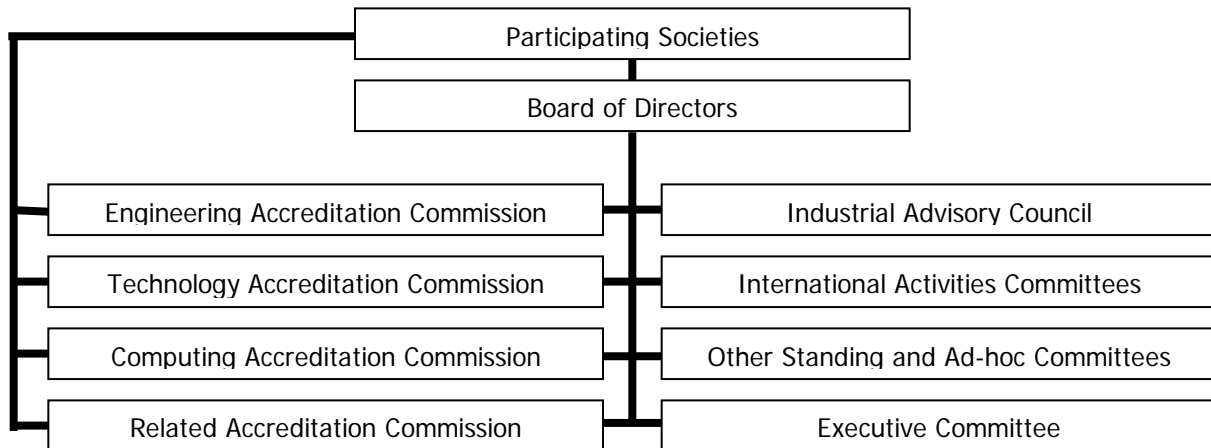 Participating Societies
Board of Directors
Engineering Accreditation Commission
Industrial Advisory Council
Technology Accreditation Commission
International Activities Committees
Computing Accreditation Commission
Other Standing and Ad-hoc Committees
Related Accreditation Commission
Executive Committee